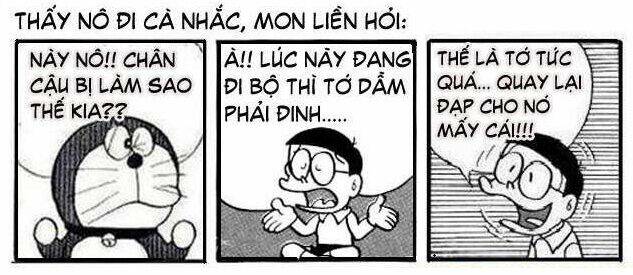 THẤY NÔ ĐI CÀ NHẮC, MON LIỀN HỎI:
NÀY NÔ!! CHÂN
CẬU BỊ LÀM SAO
THẾ KIA??
À!! LÚC NÀY ĐANG
ĐI BỘ THÌ TỚ DẪM
PHẢI ĐINH.....
THẾ LÀ TỚ TỨC
QUÁ... QUAY LẠI
ĐẠP CHO NÓ
MẤY CÁI!!!